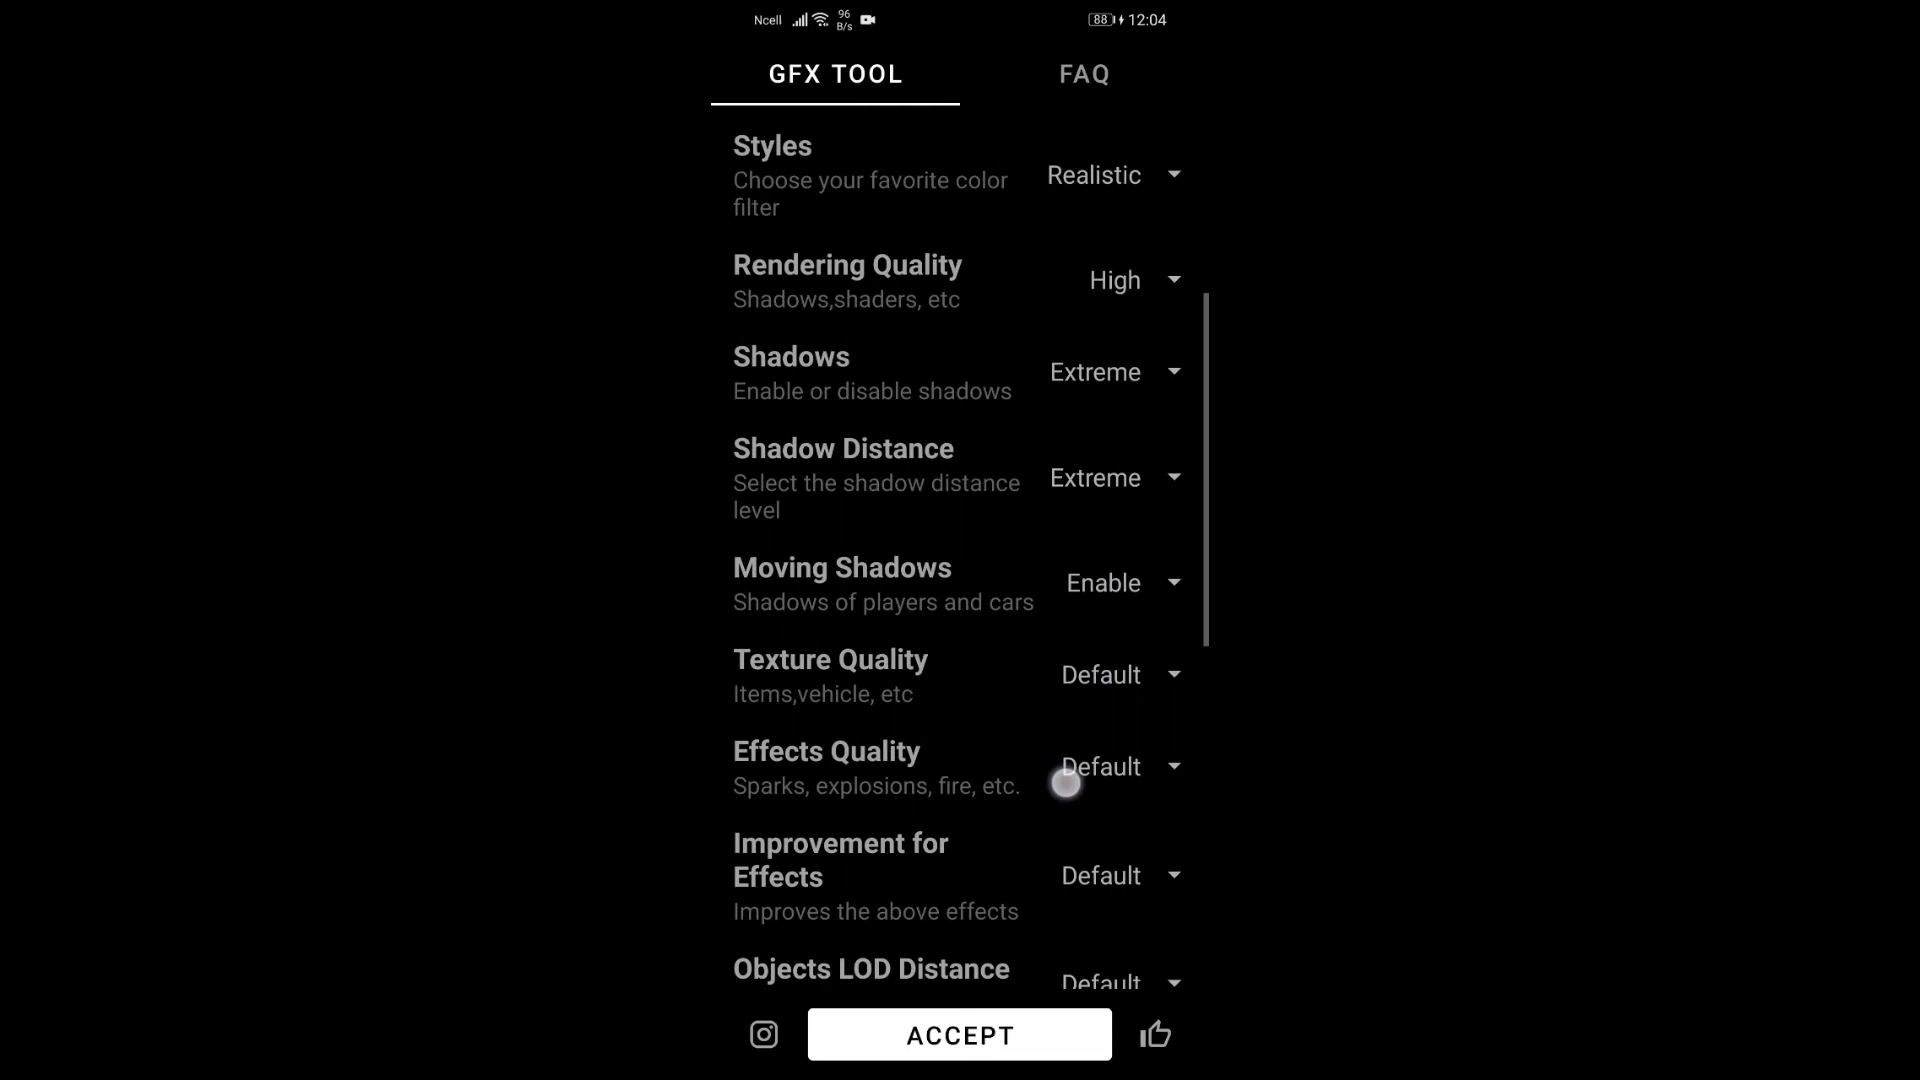 Ncell 96 B/s 88 12:04
GFX TOOL FAQ
Styles
Choose your favorite color
filter
Realistic
Rendering Quality
Shadows,shaders, etc
High
Shadows
Enable or disable shadows
Extreme
Shadow Distance
Select the shadow distance
level
Extreme
Moving Shadows
Shadows of players and cars
Enable
Texture Quality
Items,vehicle, etc
Default
Effects Quality
Sparks, explosions, fire, etc.
Default
Improvement for
Effects
Improves the above effects
Default
Objects LOD Distance
Default
ACCEPT